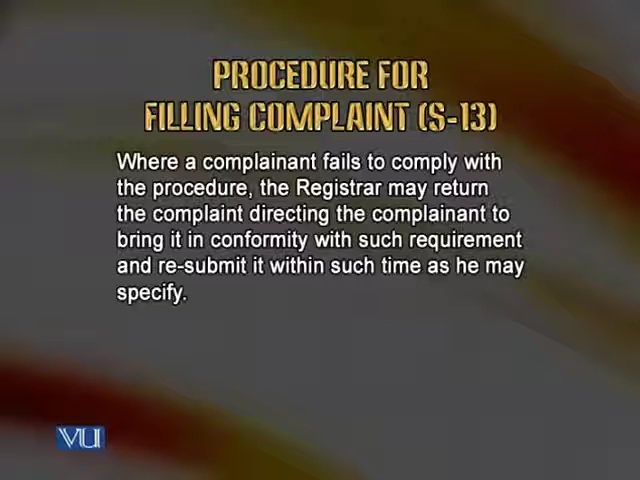 PROCEDURE FOR
FILLING COMPLAINT (S-13)
Where a complainant fails to comply with
the procedure, the Registrar may return
the complaint directing the complainant to
bring it in conformity with such requirement
and re-submit it within such time as he may
specify.
VU